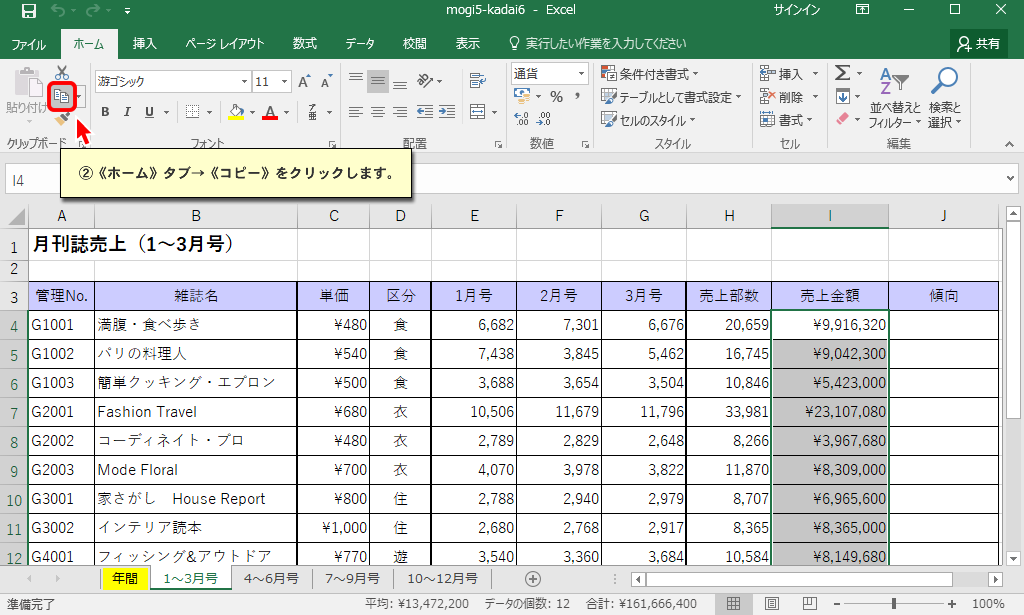 mogi5-kadai6 - Excel サインイン
ファイル ホーム 挿入 ページ レイアウト 数式 データ 校閲 表示 実行したい作業を入力してください 共有
貼り付け 游ゴシック 11 A A 通貨 条件付き書式 挿入 Σ A Z
B I U A 亜 % , テーブルとして書式設定 削除 並べ替えと 検索と
.0 .00 .00 .0 セルのスタイル 書式 フィルター 選択
クリップボード フォント 配置 数値 スタイル セル 編集
②《ホーム》タブ→《コピー》をクリックします。
I4
A B C D E F G H I J
1 月刊誌売上（1～3月号）
2
3 管理No. 雑誌名 単価 区分 1月号 2月号 3月号 売上部数 売上金額 傾向
4 G1001 満腹・食べ歩き ¥480 食 6,682 7,301 6,676 20,659 ¥9,916,320
5 G1002 パリの料理人 ¥540 食 7,438 3,845 5,462 16,745 ¥9,042,300
6 G1003 簡単クッキング・エプロン ¥500 食 3,688 3,654 3,504 10,846 ¥5,423,000
7 G2001 Fashion Travel ¥680 衣 10,506 11,679 11,796 33,981 ¥23,107,080
8 G2002 コーディネイト・プロ ¥480 衣 2,789 2,829 2,648 8,266 ¥3,967,680
9 G2003 Mode Floral ¥700 衣 4,070 3,978 3,822 11,870 ¥8,309,000
10 G3001 家さがし　House Report ¥800 住 2,788 2,940 2,979 8,707 ¥6,965,600
11 G3002 インテリア読本 ¥1,000 住 2,680 2,768 2,917 8,365 ¥8,365,000
12 G4001 フィッシング&アウトドア ¥770 遊 3,540 3,360 3,684 10,584 ¥8,149,680
年間 1～3月号 4～6月号 7～9月号 10～12月号
準備完了 平均: ¥13,472,200 データの個数: 12 合計: ¥161,666,400 100%